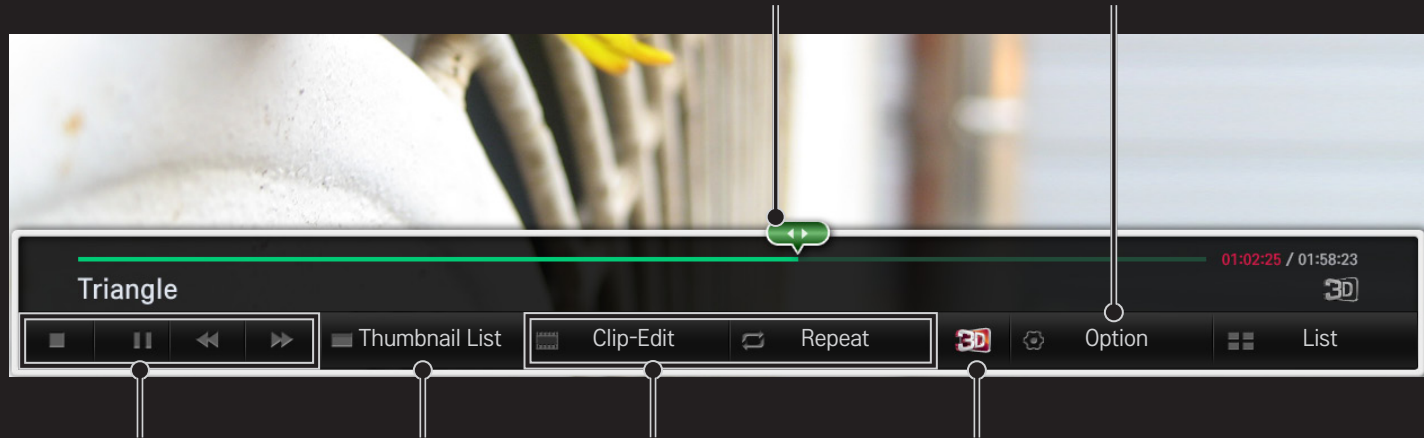 01:02:25 / 01:58:23
Triangle
3D
Thumbnail List
Clip-Edit
Repeat
3D
Option
List